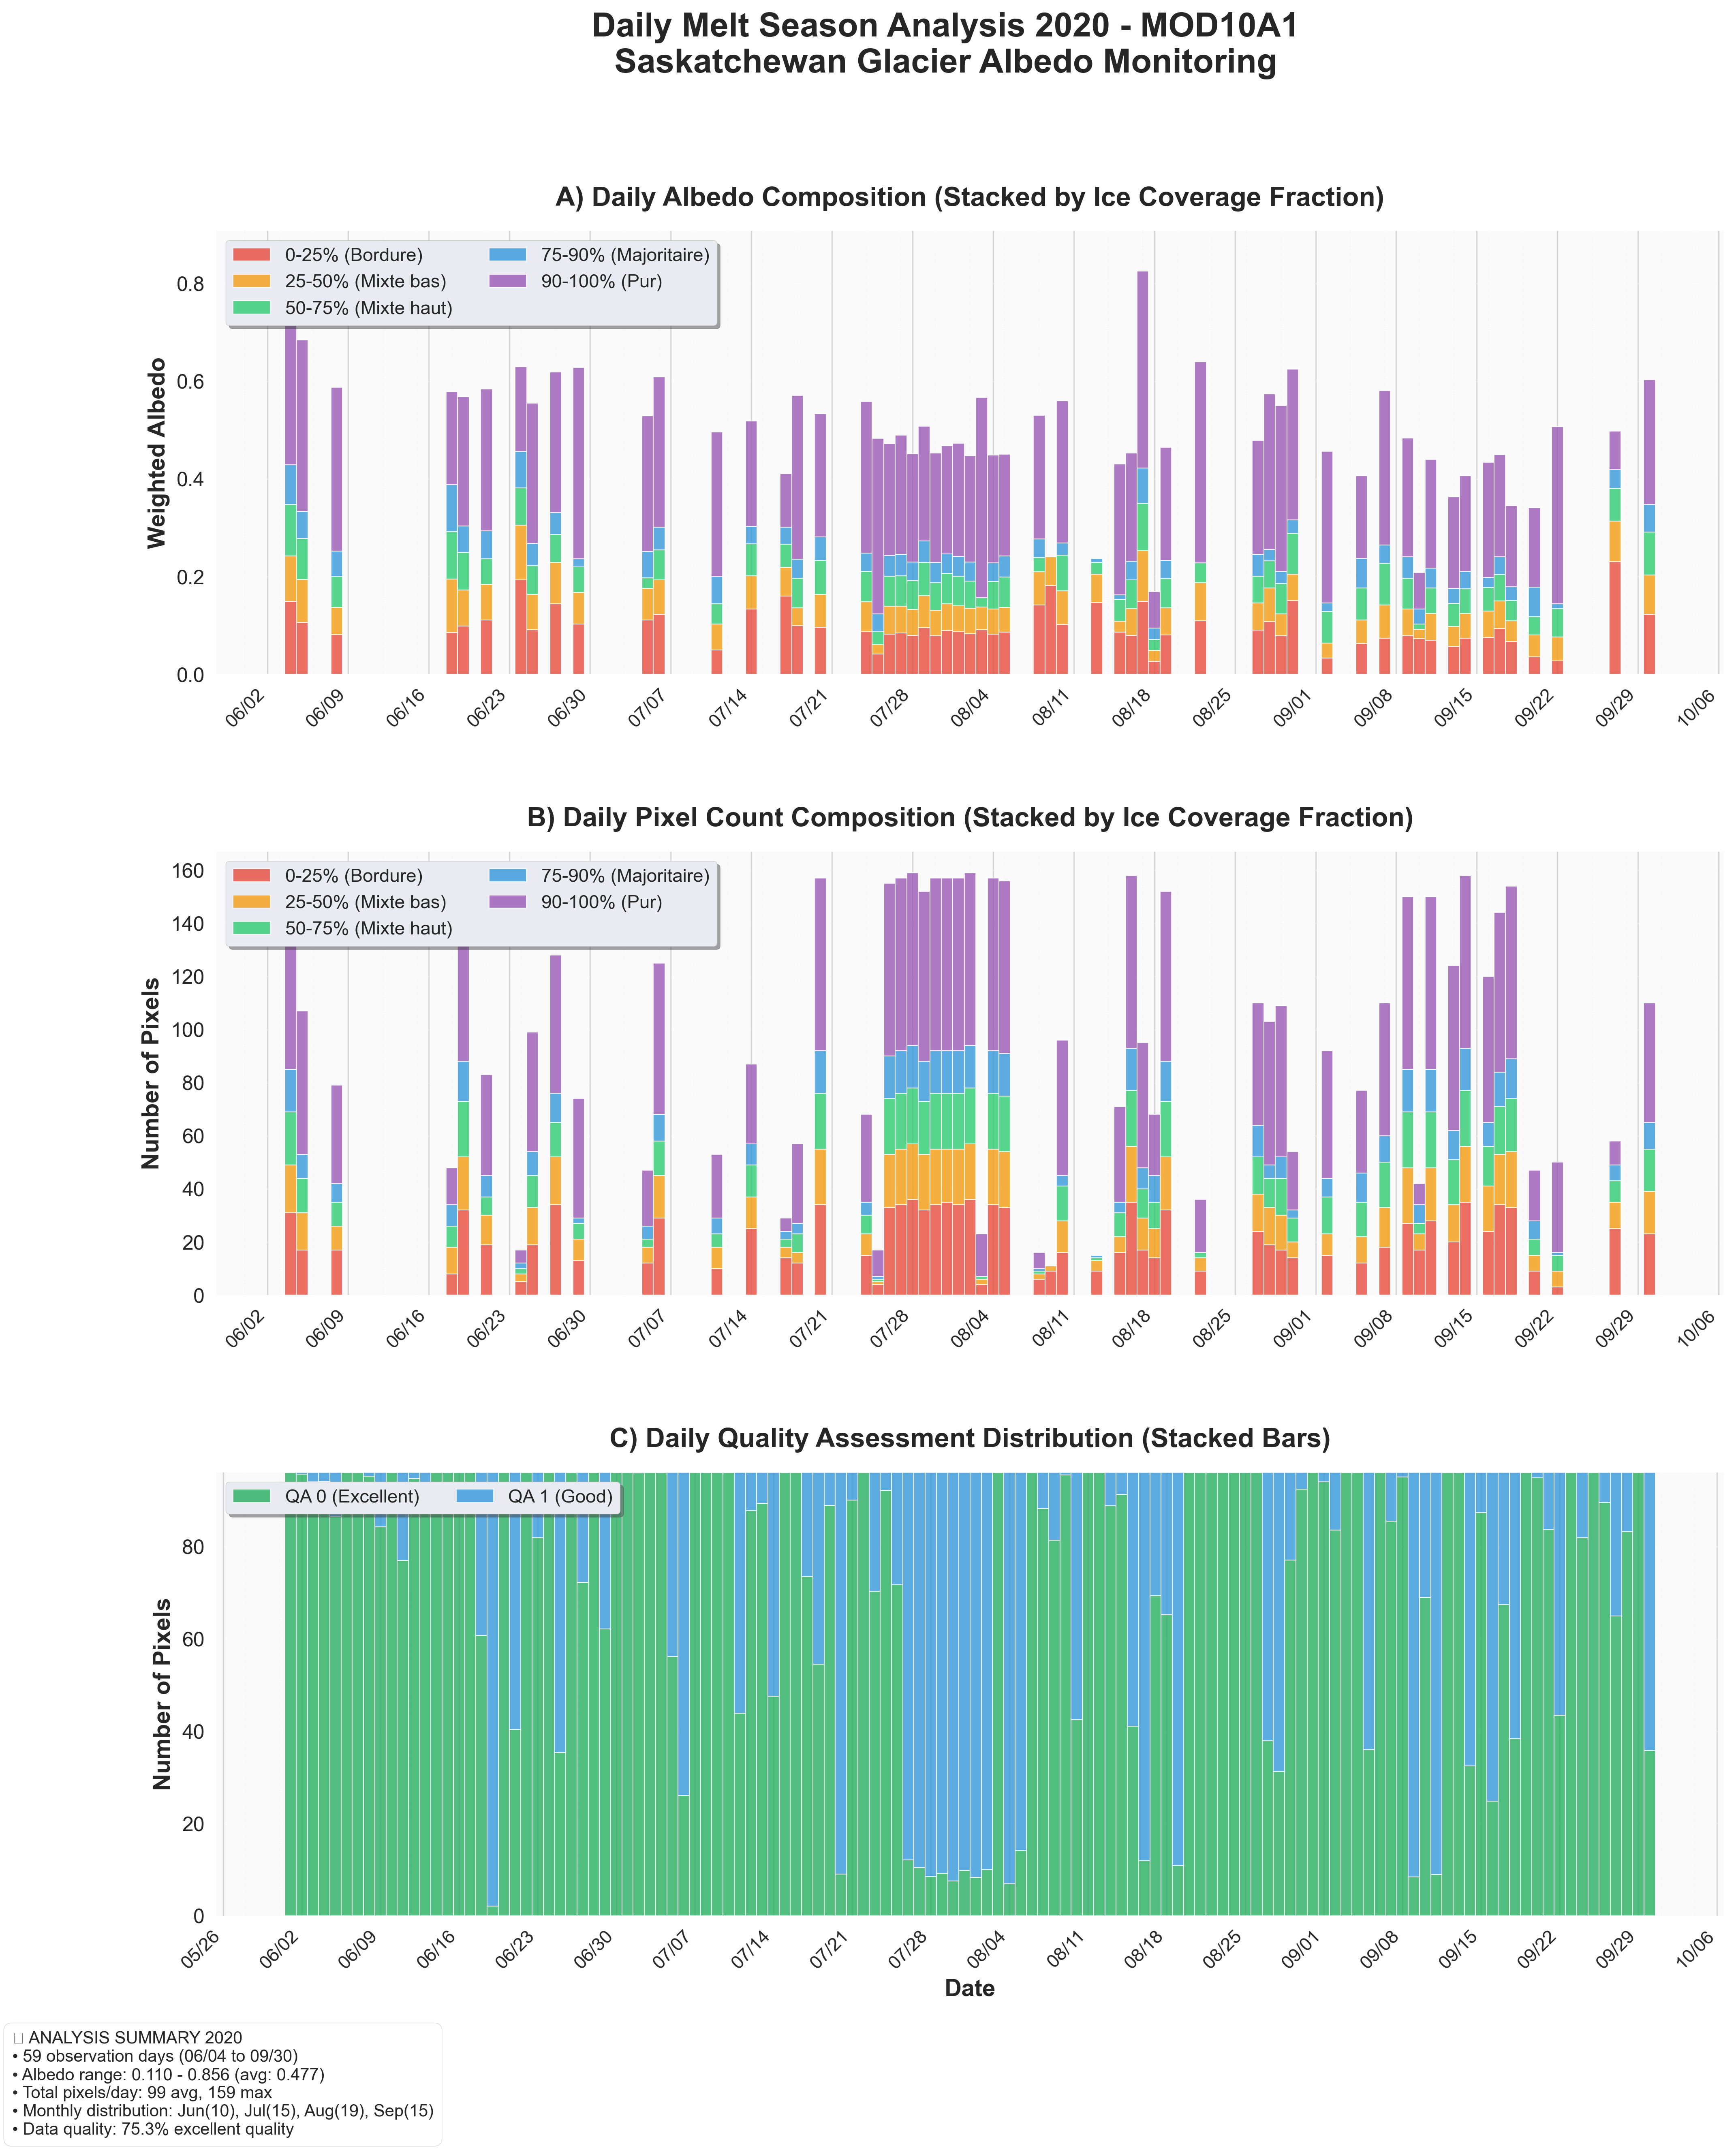 Daily Melt Season Analysis 2020 - MOD10A1
Saskatchewan Glacier Albedo Monitoring
A) Daily Albedo Composition (Stacked by Ice Coverage Fraction)
0-25% (Bordure)
25-50% (Mixte bas)
50-75% (Mixte haut)
75-90% (Majoritaire)
90-100% (Pur)
Weighted Albedo
0.8
0.6
0.4
0.2
0.0
06/02 06/09 06/16 06/23 06/30 07/07 07/14 07/21 07/28 08/04 08/11 08/18 08/25 09/01 09/08 09/15 09/22 09/29 10/06
B) Daily Pixel Count Composition (Stacked by Ice Coverage Fraction)
0-25% (Bordure)
25-50% (Mixte bas)
50-75% (Mixte haut)
75-90% (Majoritaire)
90-100% (Pur)
Number of Pixels
160
140
120
100
80
60
40
20
0
06/02 06/09 06/16 06/23 06/30 07/07 07/14 07/21 07/28 08/04 08/11 08/18 08/25 09/01 09/08 09/15 09/22 09/29 10/06
C) Daily Quality Assessment Distribution (Stacked Bars)
QA 0 (Excellent) QA 1 (Good)
Number of Pixels
80
60
40
20
0
05/26 06/02 06/09 06/16 06/23 06/30 07/07 07/14 07/21 07/28 08/04 08/11 08/18 08/25 09/01 09/08 09/15 09/22 09/29 10/06
Date
ANALYSIS SUMMARY 2020
• 59 observation days (06/04 to 09/30)
• Albedo range: 0.110 - 0.856 (avg: 0.477)
• Total pixels/day: 99 avg, 159 max
• Monthly distribution: Jun(10), Jul(15), Aug(19), Sep(15)
• Data quality: 75.3% excellent quality